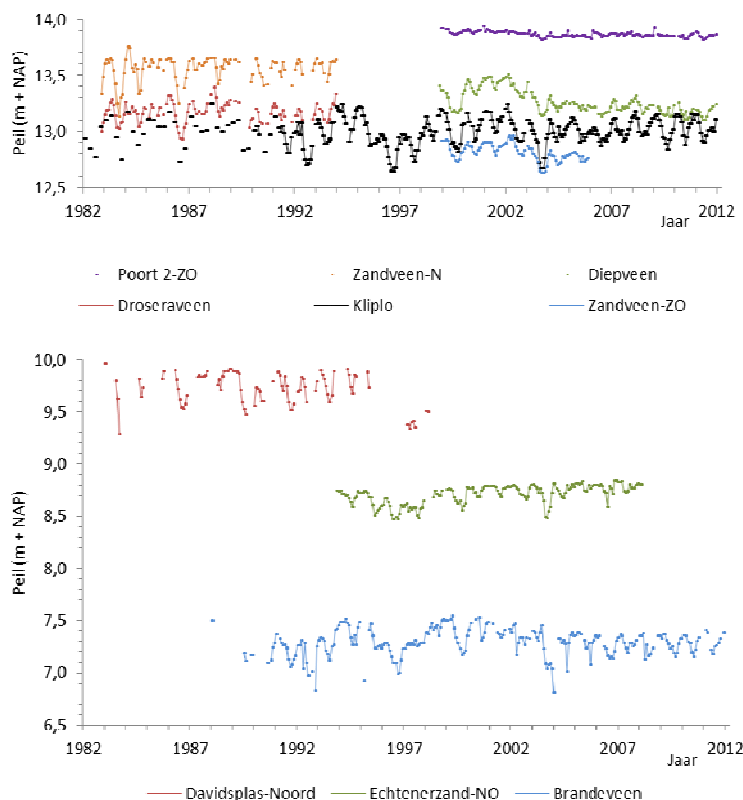 Peil (m + NAP)
14,0
13,5
13,0
12,5
1982 1987 1992 1997 2002 2007 2012
Jaar
Poort 2-ZO Zandveen-N Diepveen
Droseraveen Kliplo Zandveen-ZO
Peil (m + NAP)
10,0
9,5
9,0
8,5
8,0
7,5
7,0
6,5
1982 1987 1992 1997 2002 2007 2012
Jaar
Davidsplas-Noord Echtenerzand-NO Brandeveen